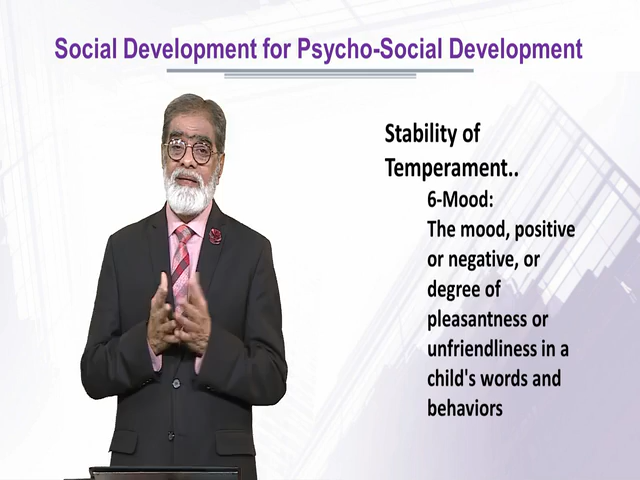 Social Development for Psycho-Social Development
Stability of
Temperament..
6-Mood:
The mood, positive
or negative, or
degree of
pleasantness or
unfriendliness in a
child's words and
behaviors